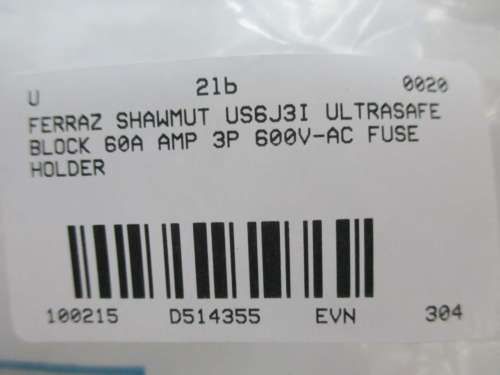 U 21b 0020
FERRAZ SHAWMUT US6J3I ULTRASAFE
BLOCK 60A AMP 3P 600V-AC FUSE
HOLDER
100215 D514355 EVN 304